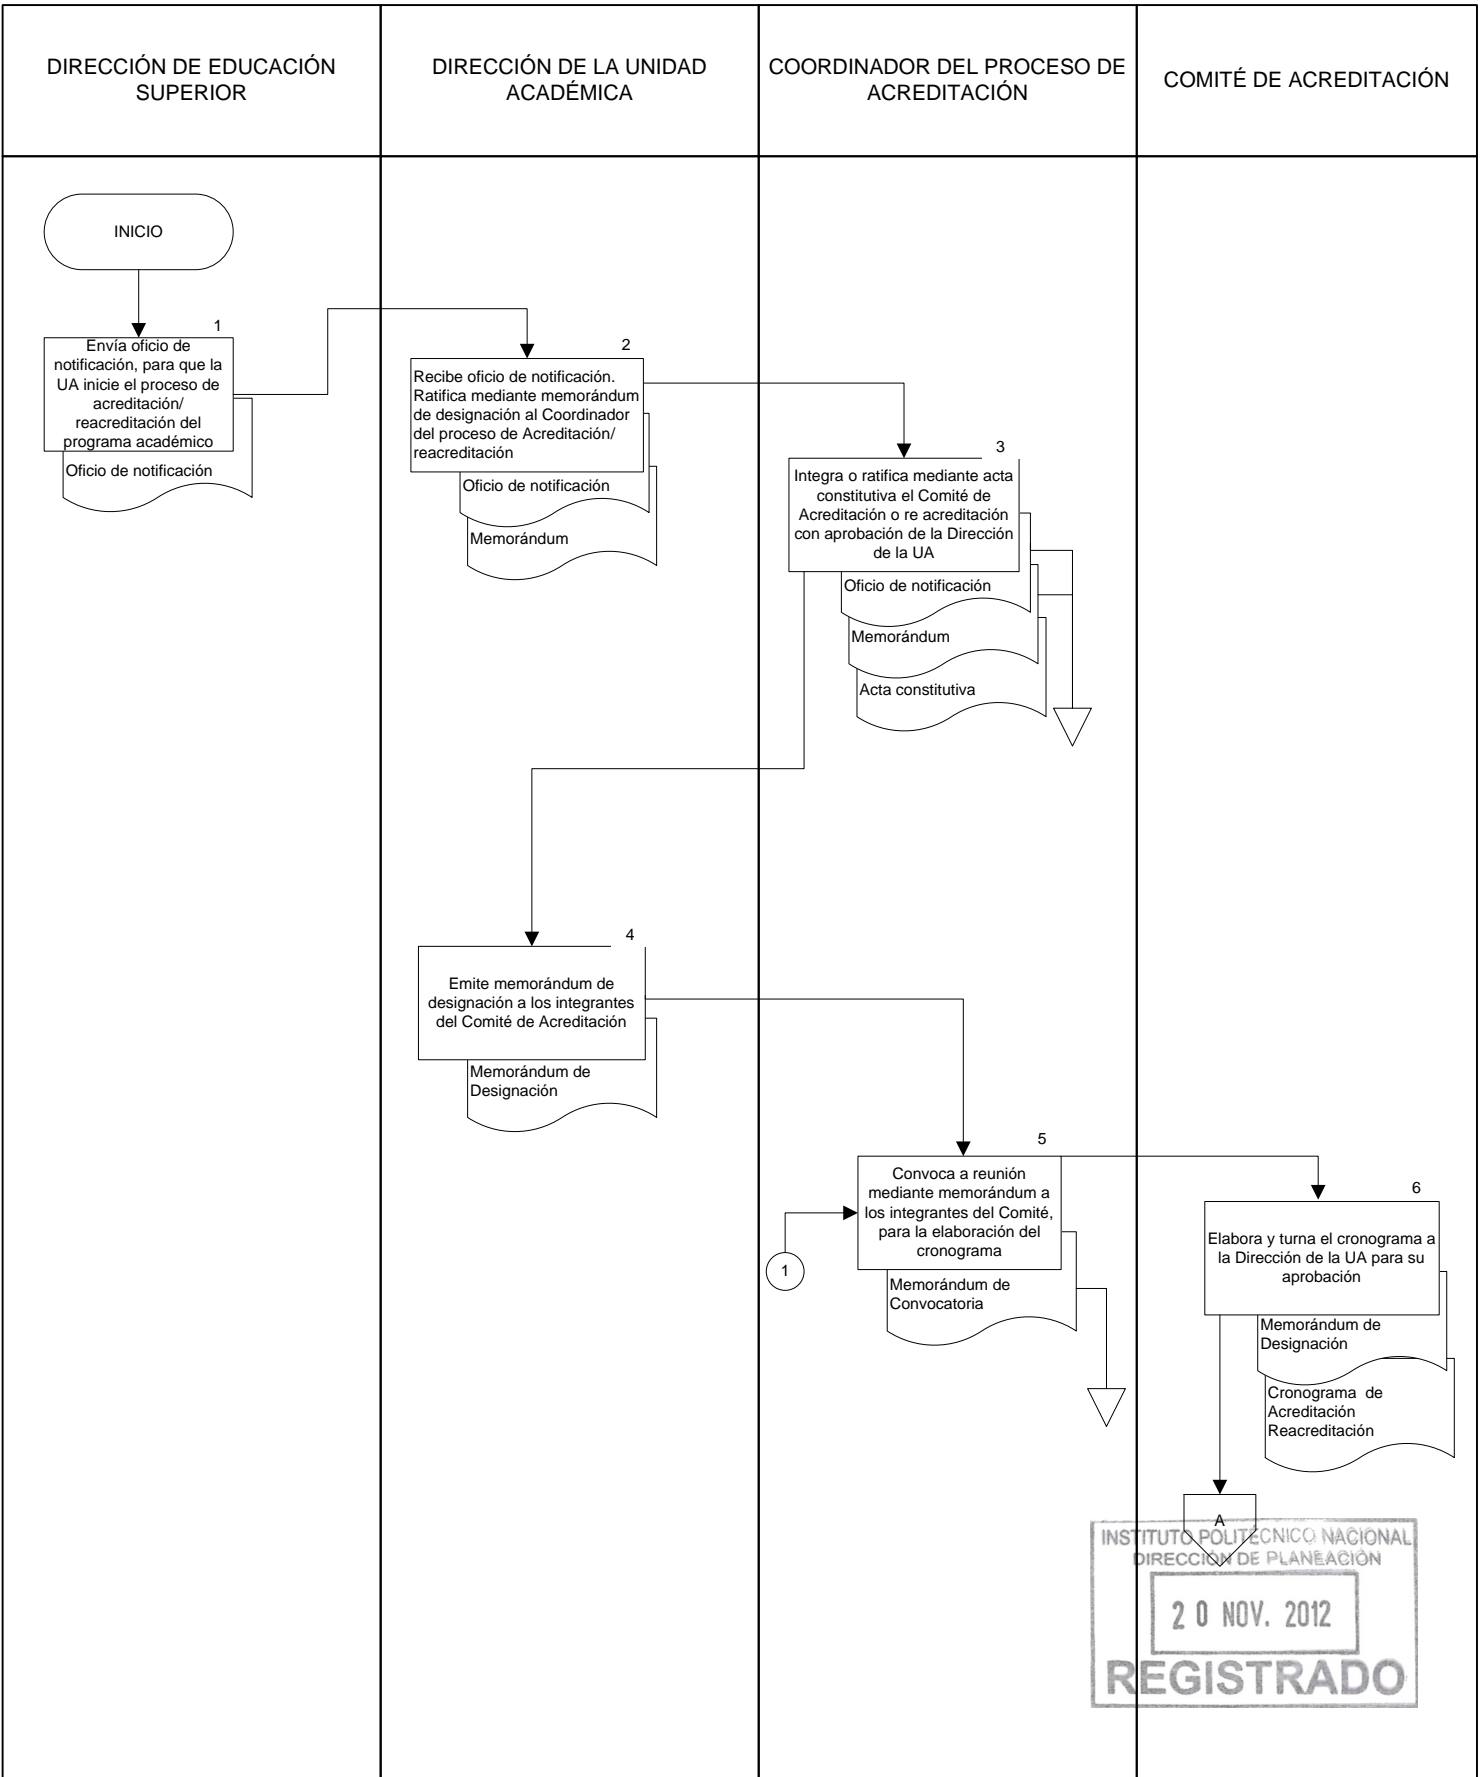 DIRECCIÓN DE EDUCACIÓN
SUPERIOR
DIRECCIÓN DE LA UNIDAD
ACADÉMICA
COORDINADOR DEL PROCESO DE
ACREDITACIÓN
COMITÉ DE ACREDITACIÓN
INICIO
1
Envía oficio de
notificación, para que la
UA inicie el proceso de
acreditación/
reacreditación del
programa académico
Oficio de notificación
2
Recibe oficio de notificación.
Ratifica mediante memorándum
de designación al Coordinador
del proceso de Acreditación/
reacreditación
Oficio de notificación
Memorándum
3
Integra o ratifica mediante acta
constitutiva el Comité de
Acreditación o re acreditación
con aprobación de la Dirección
de la UA
Oficio de notificación
Memorándum
Acta constitutiva
4
Emite memorándum de
designación a los integrantes
del Comité de Acreditación
Memorándum de
Designación
5
Convoca a reunión
mediante memorándum a
los integrantes del Comité,
para la elaboración del
cronograma
1
Memorándum de
Convocatoria
6
Elabora y turna el cronograma a
la Dirección de la UA para su
aprobación
Memorándum de
Designación
Cronograma de
Acreditación
Reacreditación
A
INSTITUTO POLITÉCNICO NACIONAL
DIRECCIÓN DE PLANEACIÓN
20 NOV. 2012
REGISTRADO